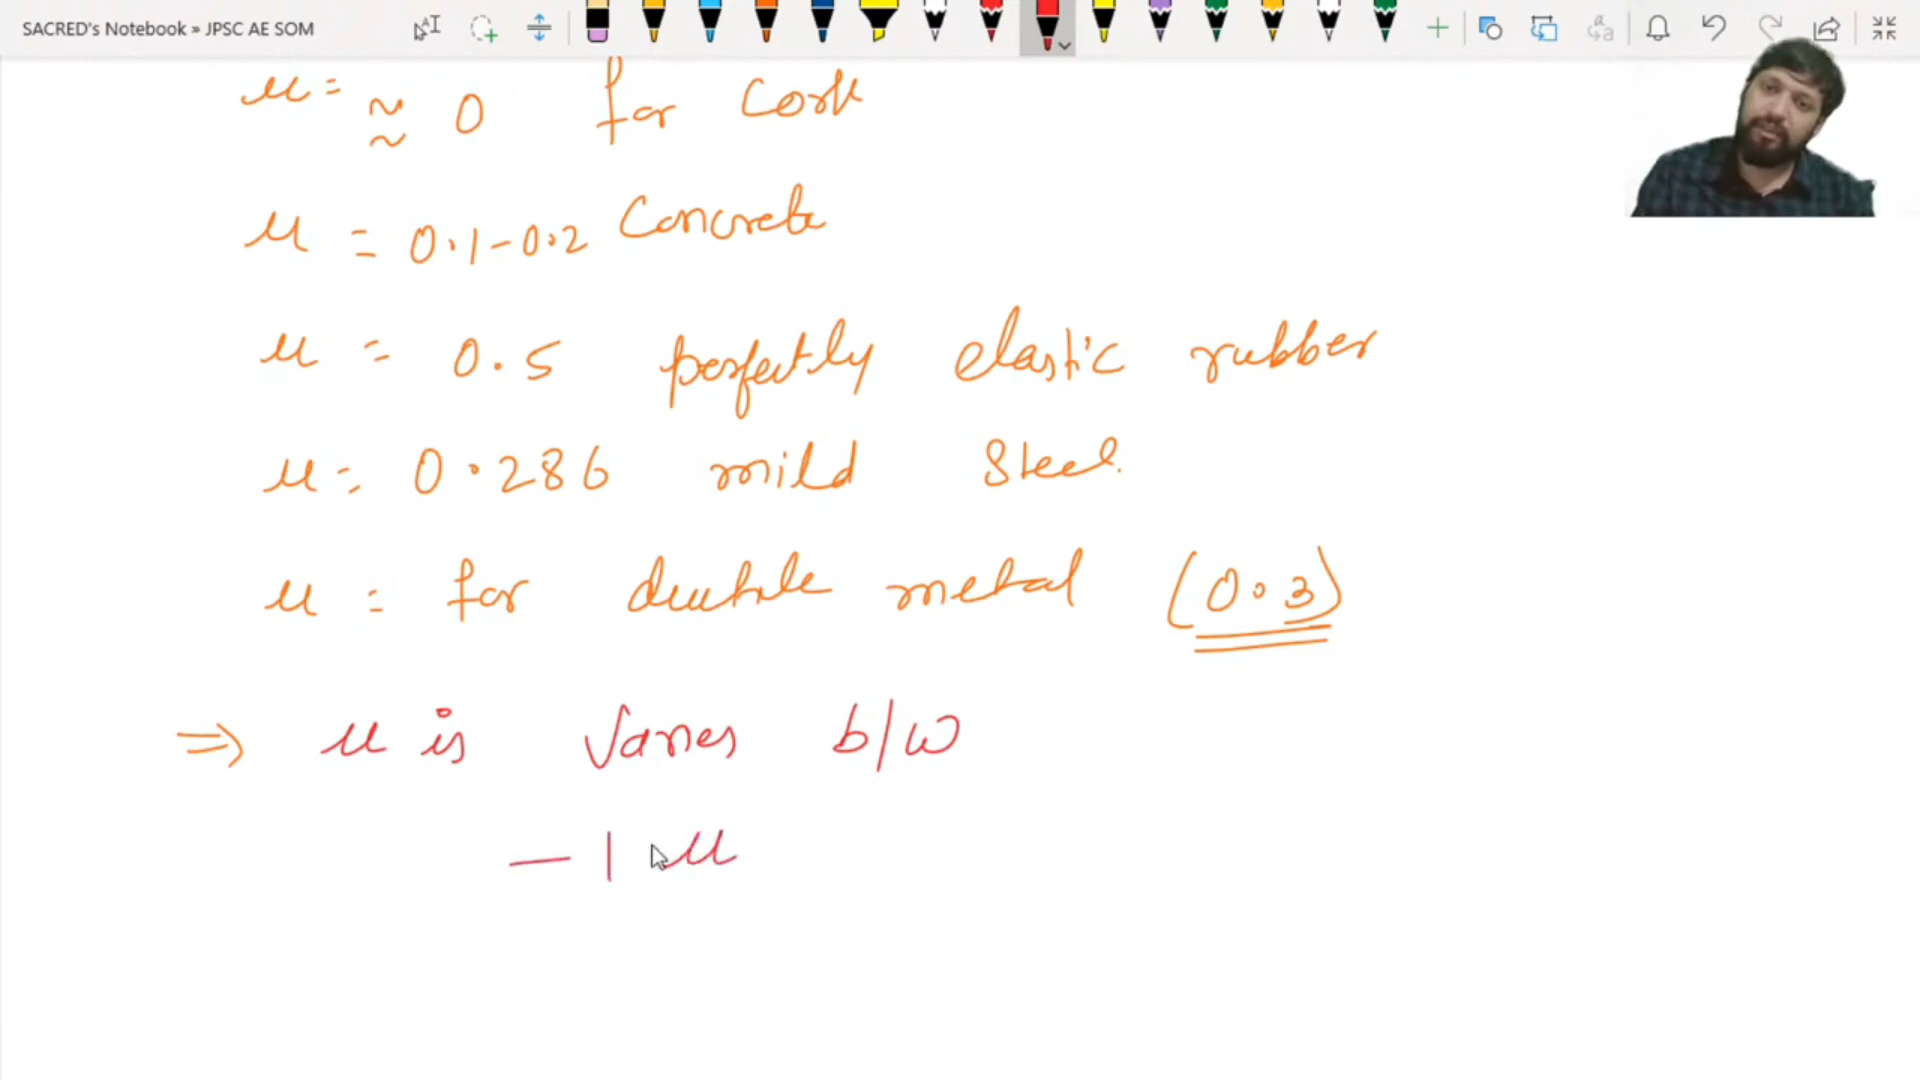 SACRED's Notebook » JPSC AE SOM
μ = ≈ 0 for Cork
μ = 0.1-0.2 Concrete
μ = 0.5 perfectly elastic rubber
μ = 0.286 mild Steel.
μ = for ductile metal (0.3)
⇒ μ is Varies b/w
-1 μ